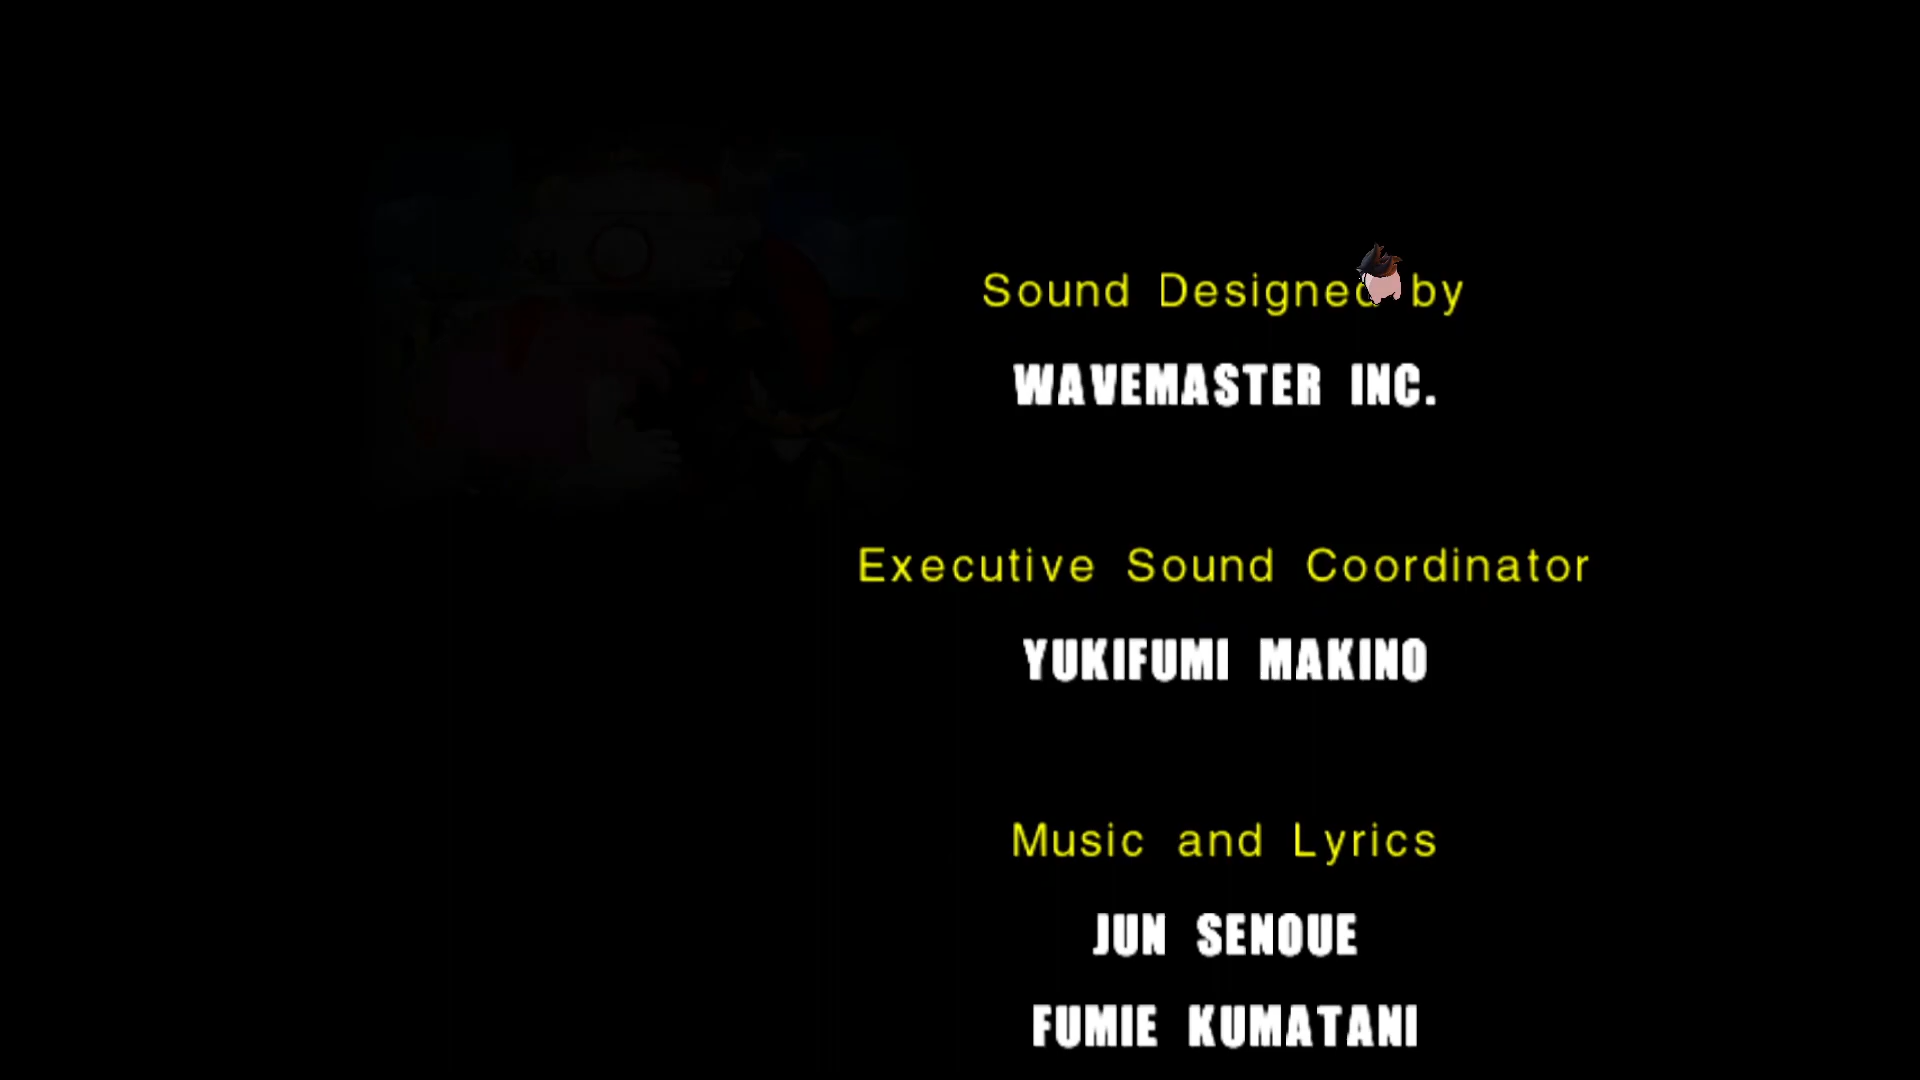 Sound Designed by
WAVEMASTER INC.
Executive Sound Coordinator
YUKIFUMI MAKINO
Music and Lyrics
JUN SENOUE
FUMIE KUMATANI